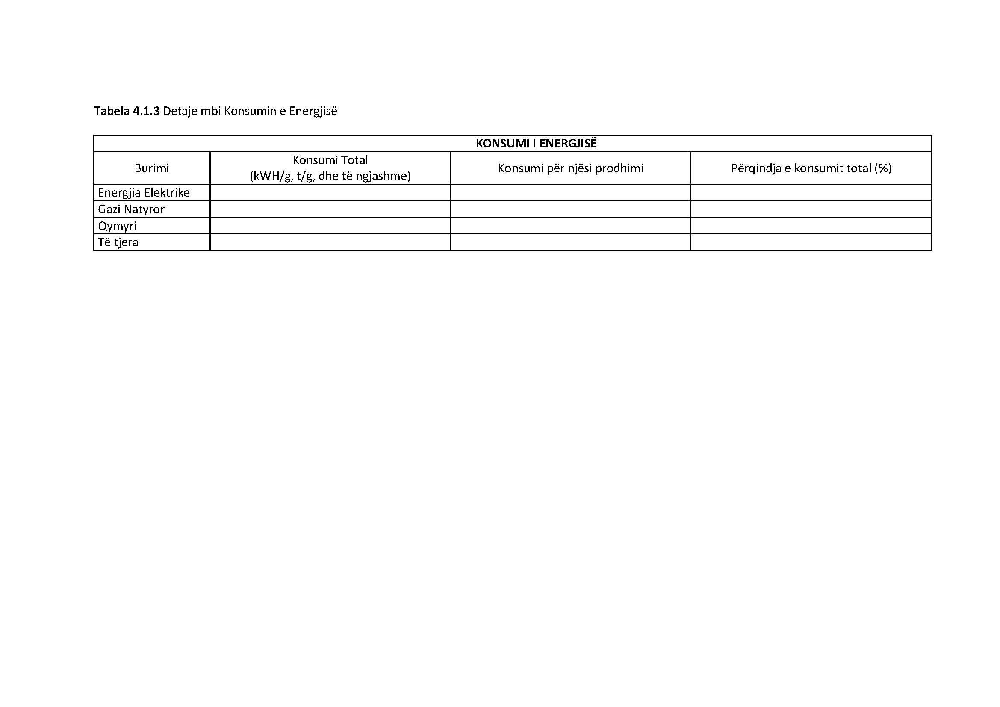 Tabela 4.1.3 Detaje mbi Konsumin e Energjisë
KONSUMI I ENERGJISË
Burimi
Konsumi Total
(kWH/g, t/g, dhe të ngjashme)
Konsumi për njësi prodhimi
Përqindja e konsumit total (%)
Energjia Elektrike
Gazi Natyror
Qymyri
Të tjera